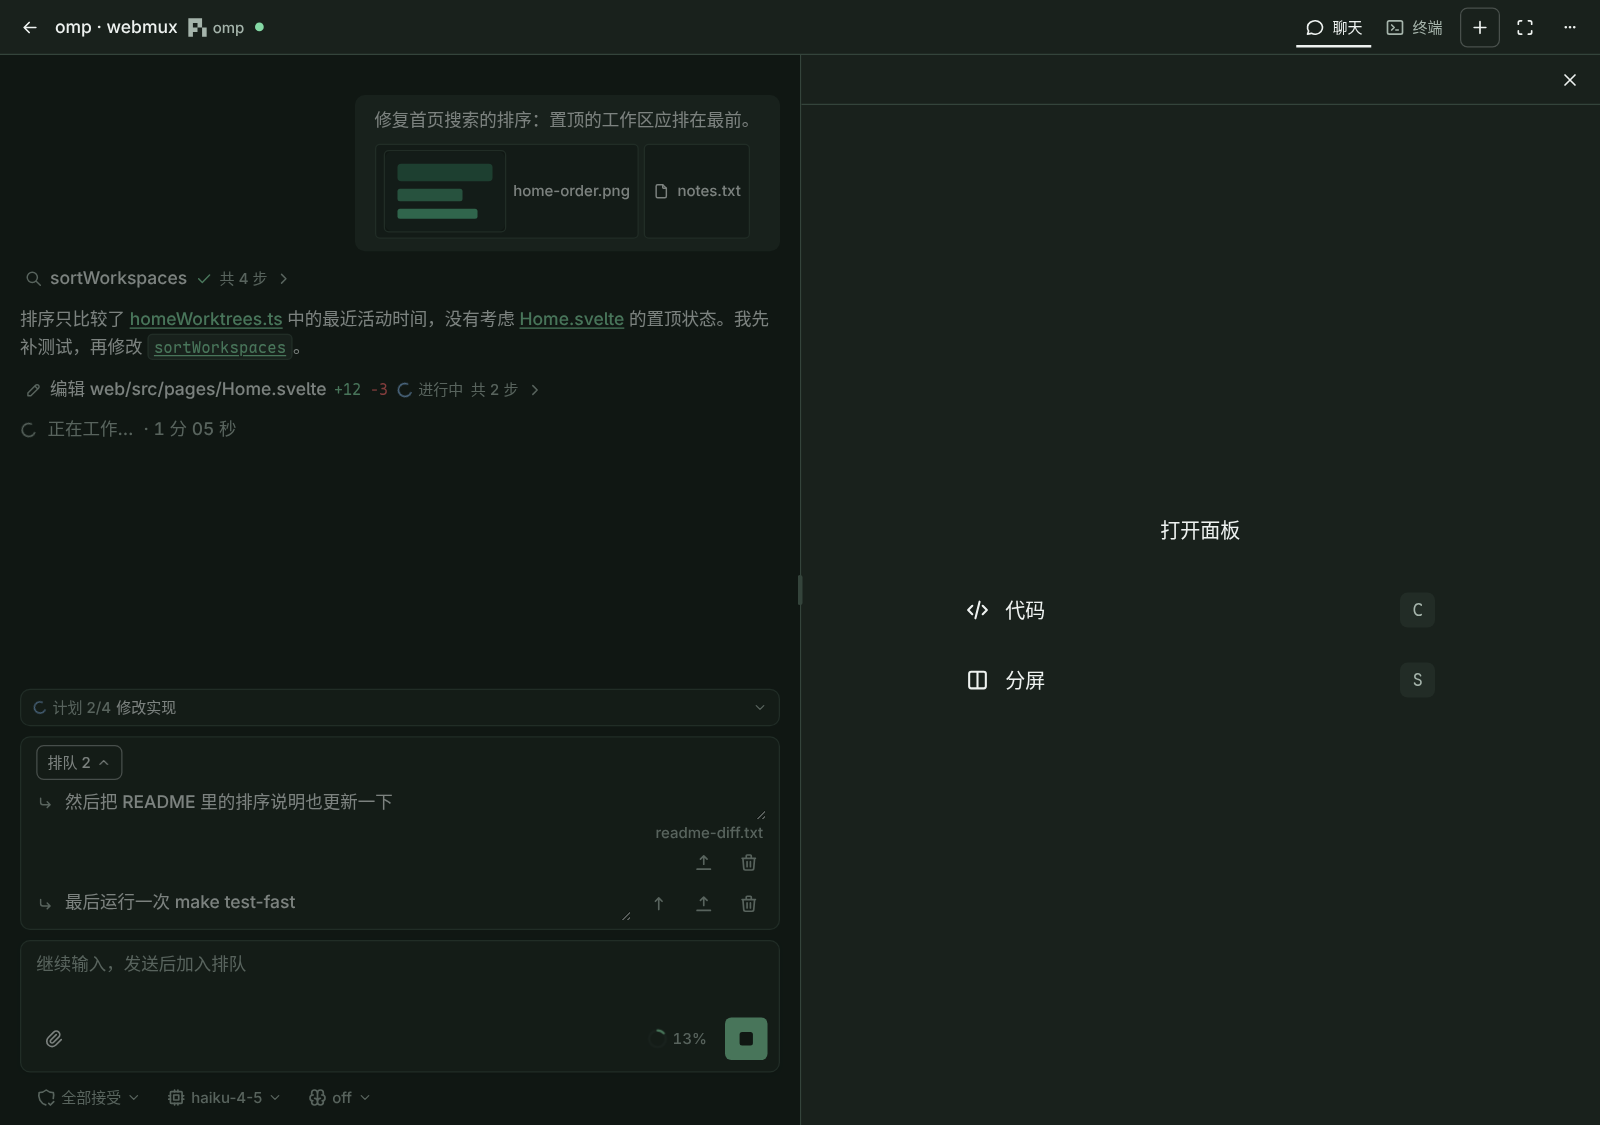 omp · webmux omp
聊天
终端
修复首页搜索的排序：置顶的工作区应排在最前。
home-order.png
notes.txt
sortWorkspaces 共 4 步
排序只比较了 homeWorktrees.ts 中的最近活动时间，没有考虑 Home.svelte 的置顶状态。我先
补测试，再修改 sortWorkspaces。
编辑 web/src/pages/Home.svelte +12 -3 进行中 共 2 步
正在工作... · 1 分 05 秒
计划 2/4 修改实现
排队 2
然后把 README 里的排序说明也更新一下
readme-diff.txt
最后运行一次 make test-fast
继续输入，发送后加入排队
13%
全部接受
haiku-4-5
off
打开面板
代码
C
分屏
S